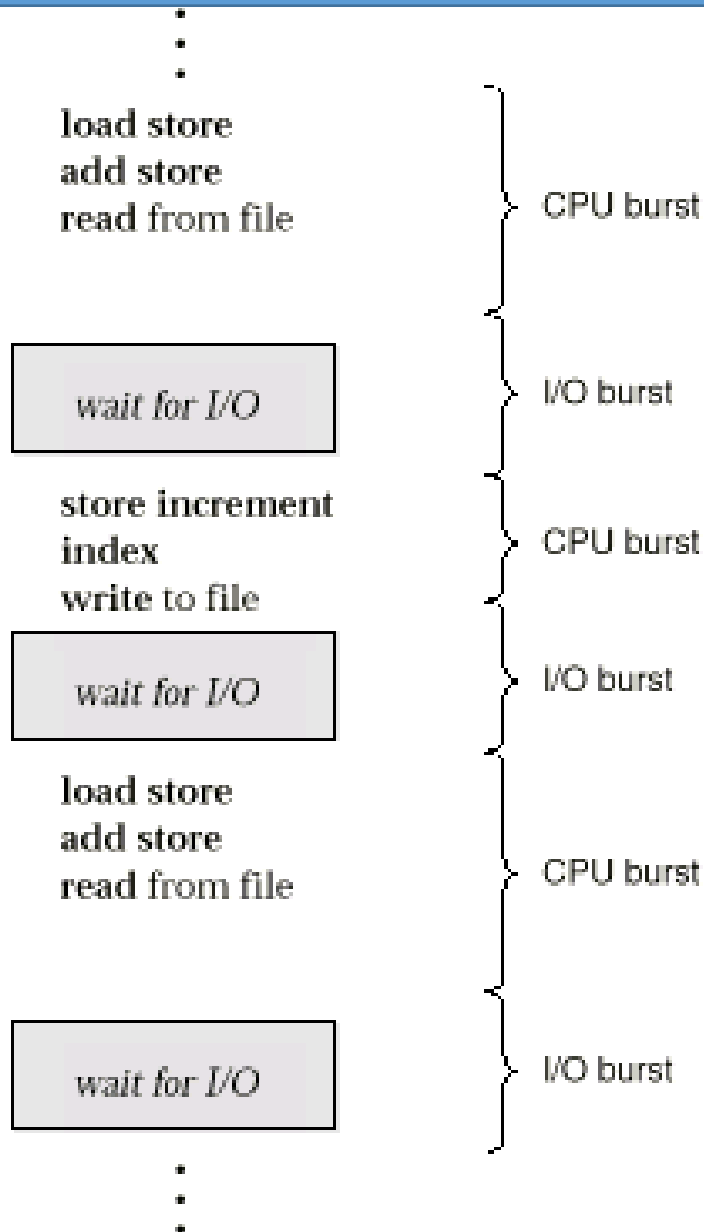 load store
add store
read from file
CPU burst
wait for I/O
I/O burst
store increment
index
write to file
CPU burst
wait for I/O
I/O burst
load store
add store
read from file
CPU burst
wait for I/O
I/O burst